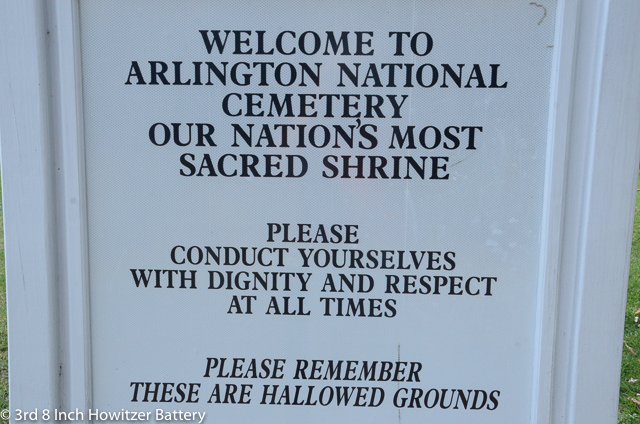 WELCOME TO
ARLINGTON NATIONAL
CEMETERY
OUR NATION'S MOST
SACRED SHRINE
PLEASE
CONDUCT YOURSELVES
WITH DIGNITY AND RESPECT
AT ALL TIMES
PLEASE REMEMBER
THESE ARE HALLOWED GROUNDS
© 3rd 8 Inch Howitzer Battery